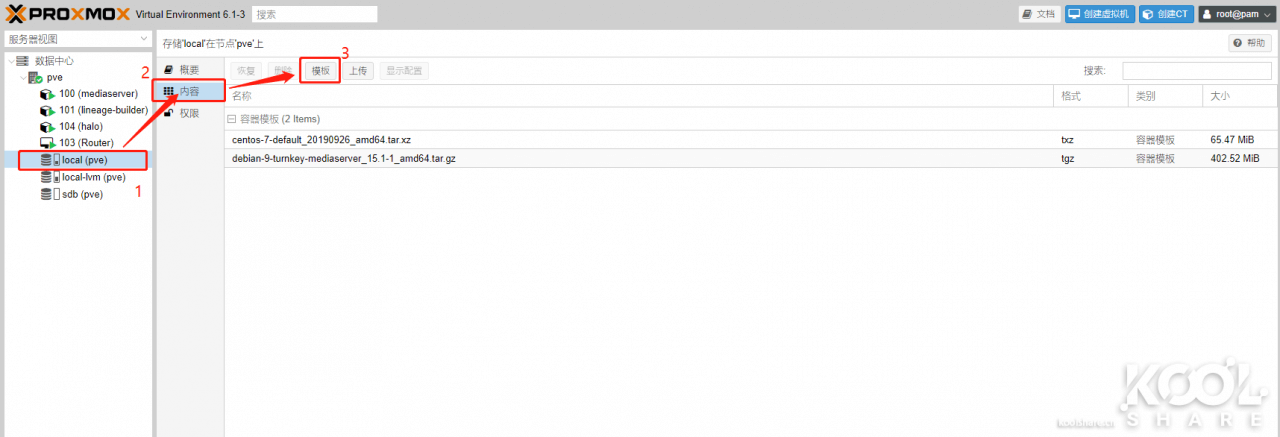 PROXMOX Virtual Environment 6.1-3 搜索 文档 创建虚拟机 创建CT root@pam
服务器视图
存储'local'在节点'pve'上 帮助
数据中心
pve
100 (mediaserver)
101 (lineage-builder)
104 (halo)
103 (Router)
local (pve)
local-lvm (pve)
sdb (pve)
1
2
3
概要
内容
权限
恢复 删除 模板 上传 显示配置 搜索:
名称 格式 类别 大小
容器模板 (2 Items)
centos-7-default_20190926_amd64.tar.xz txz 容器模板 65.47 MiB
debian-9-turnkey-mediaserver_15.1-1_amd64.tar.gz tgz 容器模板 402.52 MiB
KOOL
SHARE
koolshare.cn